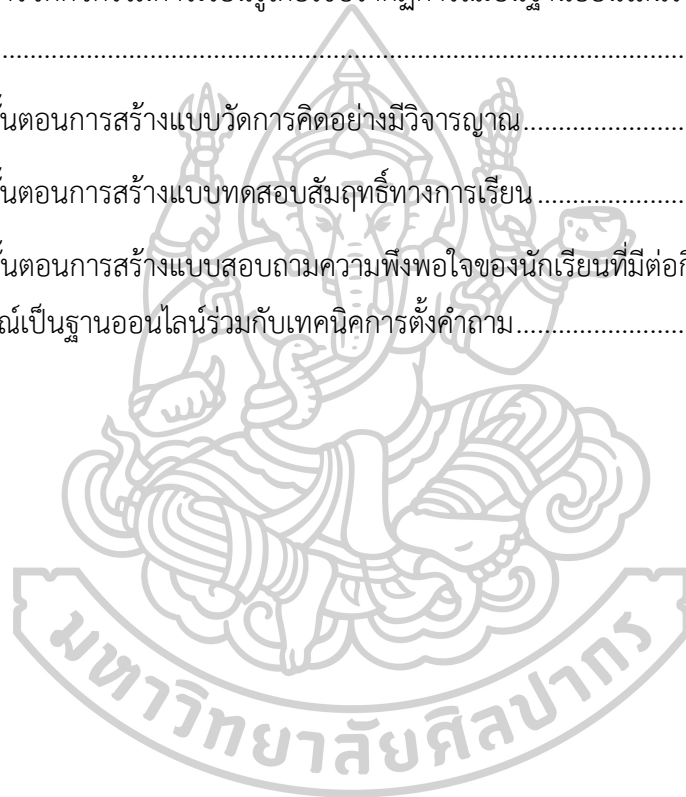 ......................................................................................................
ั้นตอนการสร้างแบบวัดการคิดอย่างมีวิจารญาณ........................
ั้นตอนการสร้างแบบทดสอบสัมฤทธิ์ทางการเรียน......................
ั้นตอนการสร้างแบบสอบถามความพึงพอใจของนักเรียนที่มีต่อกิ
ณ์เป็นฐานออนไลน์ร่วมกับเทคนิคการตั้งคำถาม.........................
มหาวิทยาลัยศิลปากร